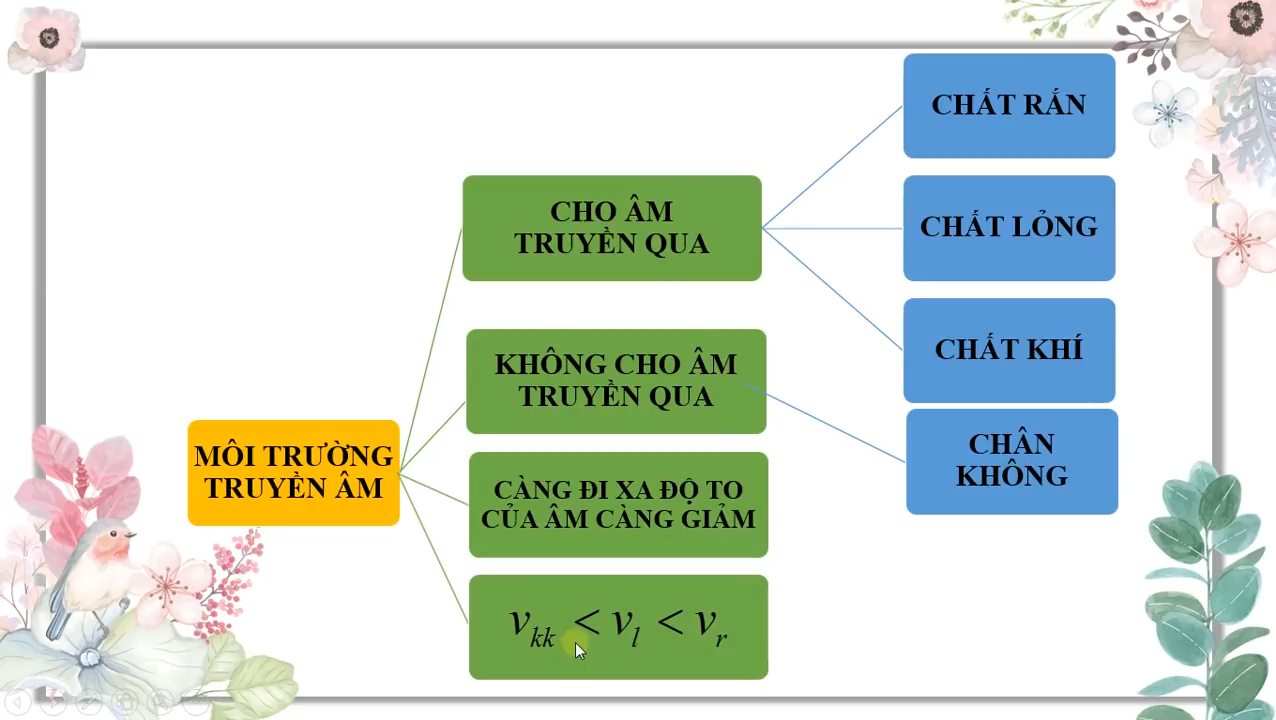 MÔI TRƯỜNG
TRUYỀN ÂM
CHO ÂM
TRUYỀN QUA
CHẤT RẮN
CHẤT LỎNG
CHẤT KHÍ
KHÔNG CHO ÂM
TRUYỀN QUA
CHÂN
KHÔNG
CÀNG ĐI XA ĐỘ TO
CỦA ÂM CÀNG GIẢM
v_kk < v_l < v_r